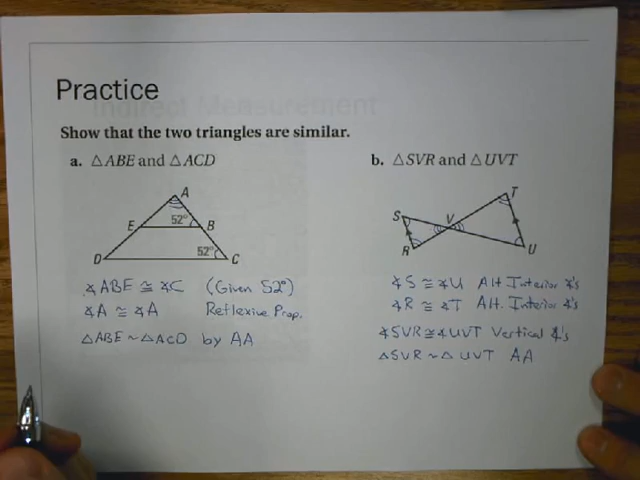 Practice
Show that the two triangles are similar.
a. △ABE and △ACD
A
E
52°
B
52°
D
C
∡ABE ≅ ∡C (Given 52°)
∡A ≅ ∡A Reflexive Prop.
△ABE ~ △ACD by AA
b. △SVR and △UVT
T
S
V
R
U
∡S ≅ ∡U Alt Interior ∡'s
∡R ≅ ∡T Alt. Interior ∡'s
∡SVR ≅ ∡UVT Vertical ∡'s
△SVR ~ △UVT AA